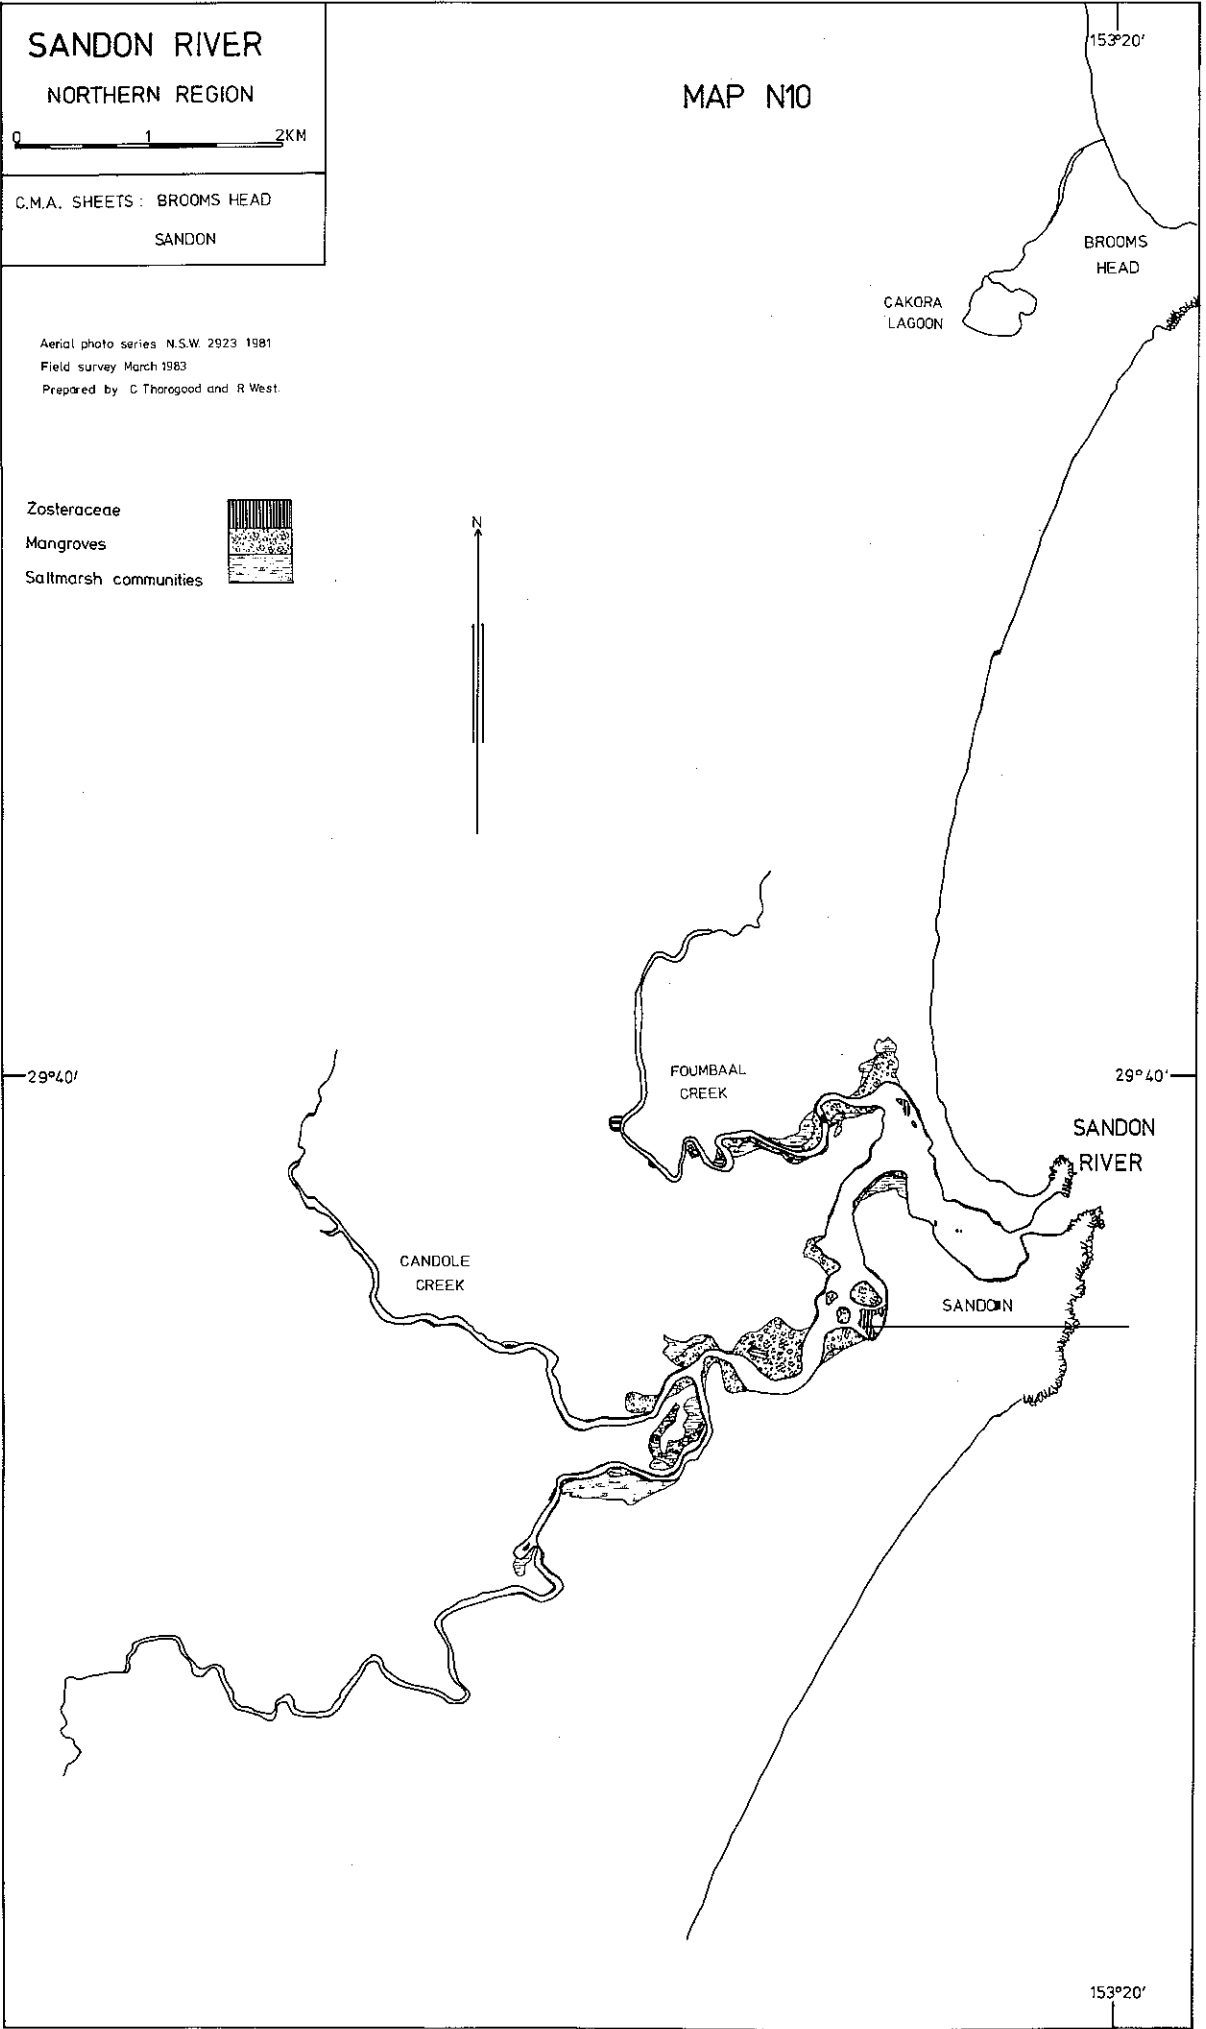 SANDON RIVER
NORTHERN REGION
0 1 2KM
C.M.A. SHEETS : BROOMS HEAD
SANDON
MAP N10
153°20'
BROOMS
HEAD
CAKORA
LAGOON
Aerial photo series N.S.W. 2923 1981
Field survey March 1983
Prepared by C Thorogood and R West.
Zosteraceae
Mangroves
Saltmarsh communities
N
29°40'
FOUMBAAL
CREEK
29°40'
SANDON
RIVER
CANDOLE
CREEK
SANDON
153°20'